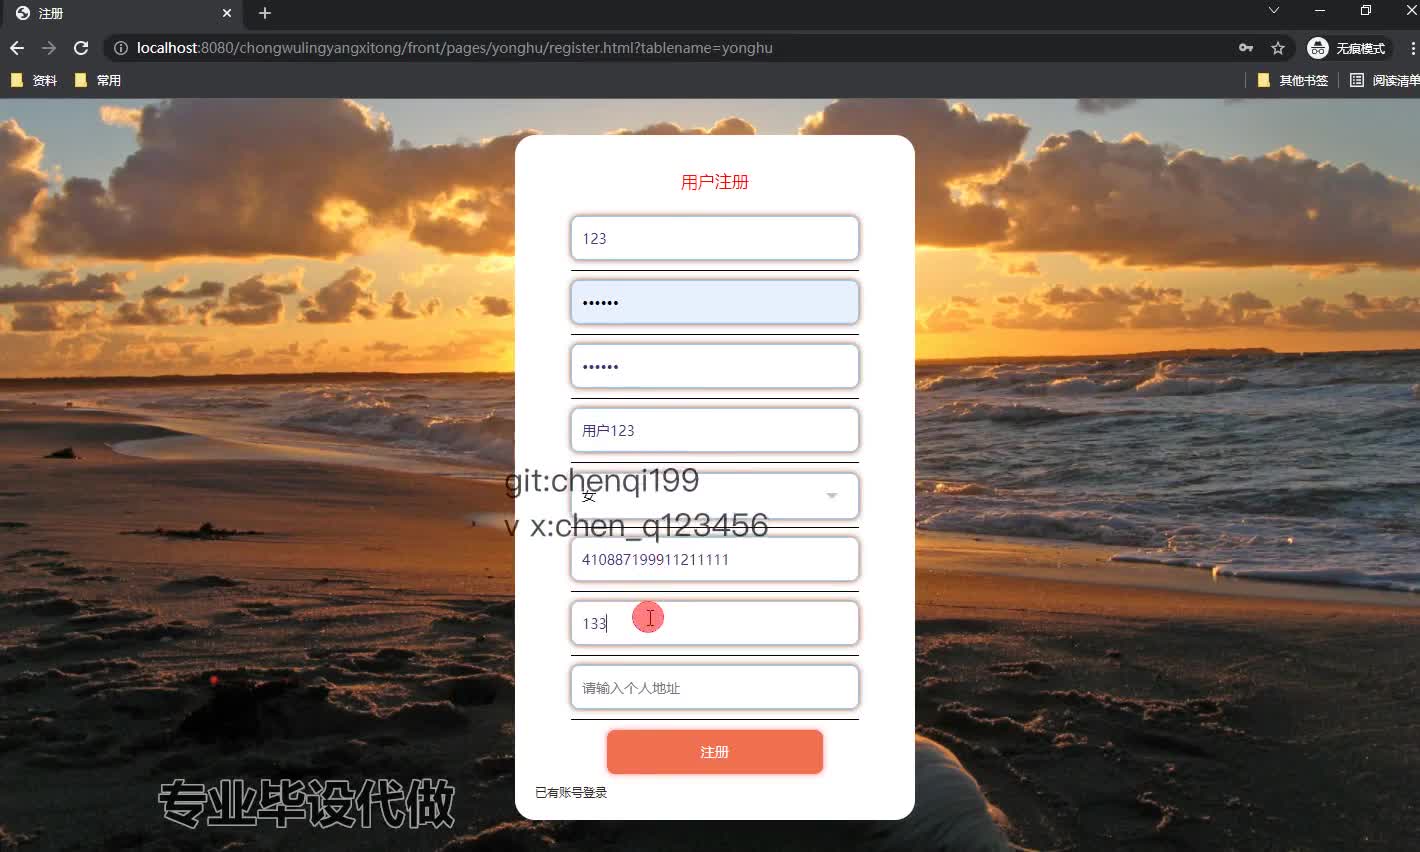 注册
localhost:8080/chongwulingyangxitong/front/pages/yonghu/register.html?tablename=yonghu
无痕模式
资料
常用
其他书签
阅读清单
用户注册
123
••••••
••••••
用户123
git:chenqi199
女
v x:chen_q123456
410887199911211111
133
请输入个人地址
注册
已有账号登录
专业毕设代做